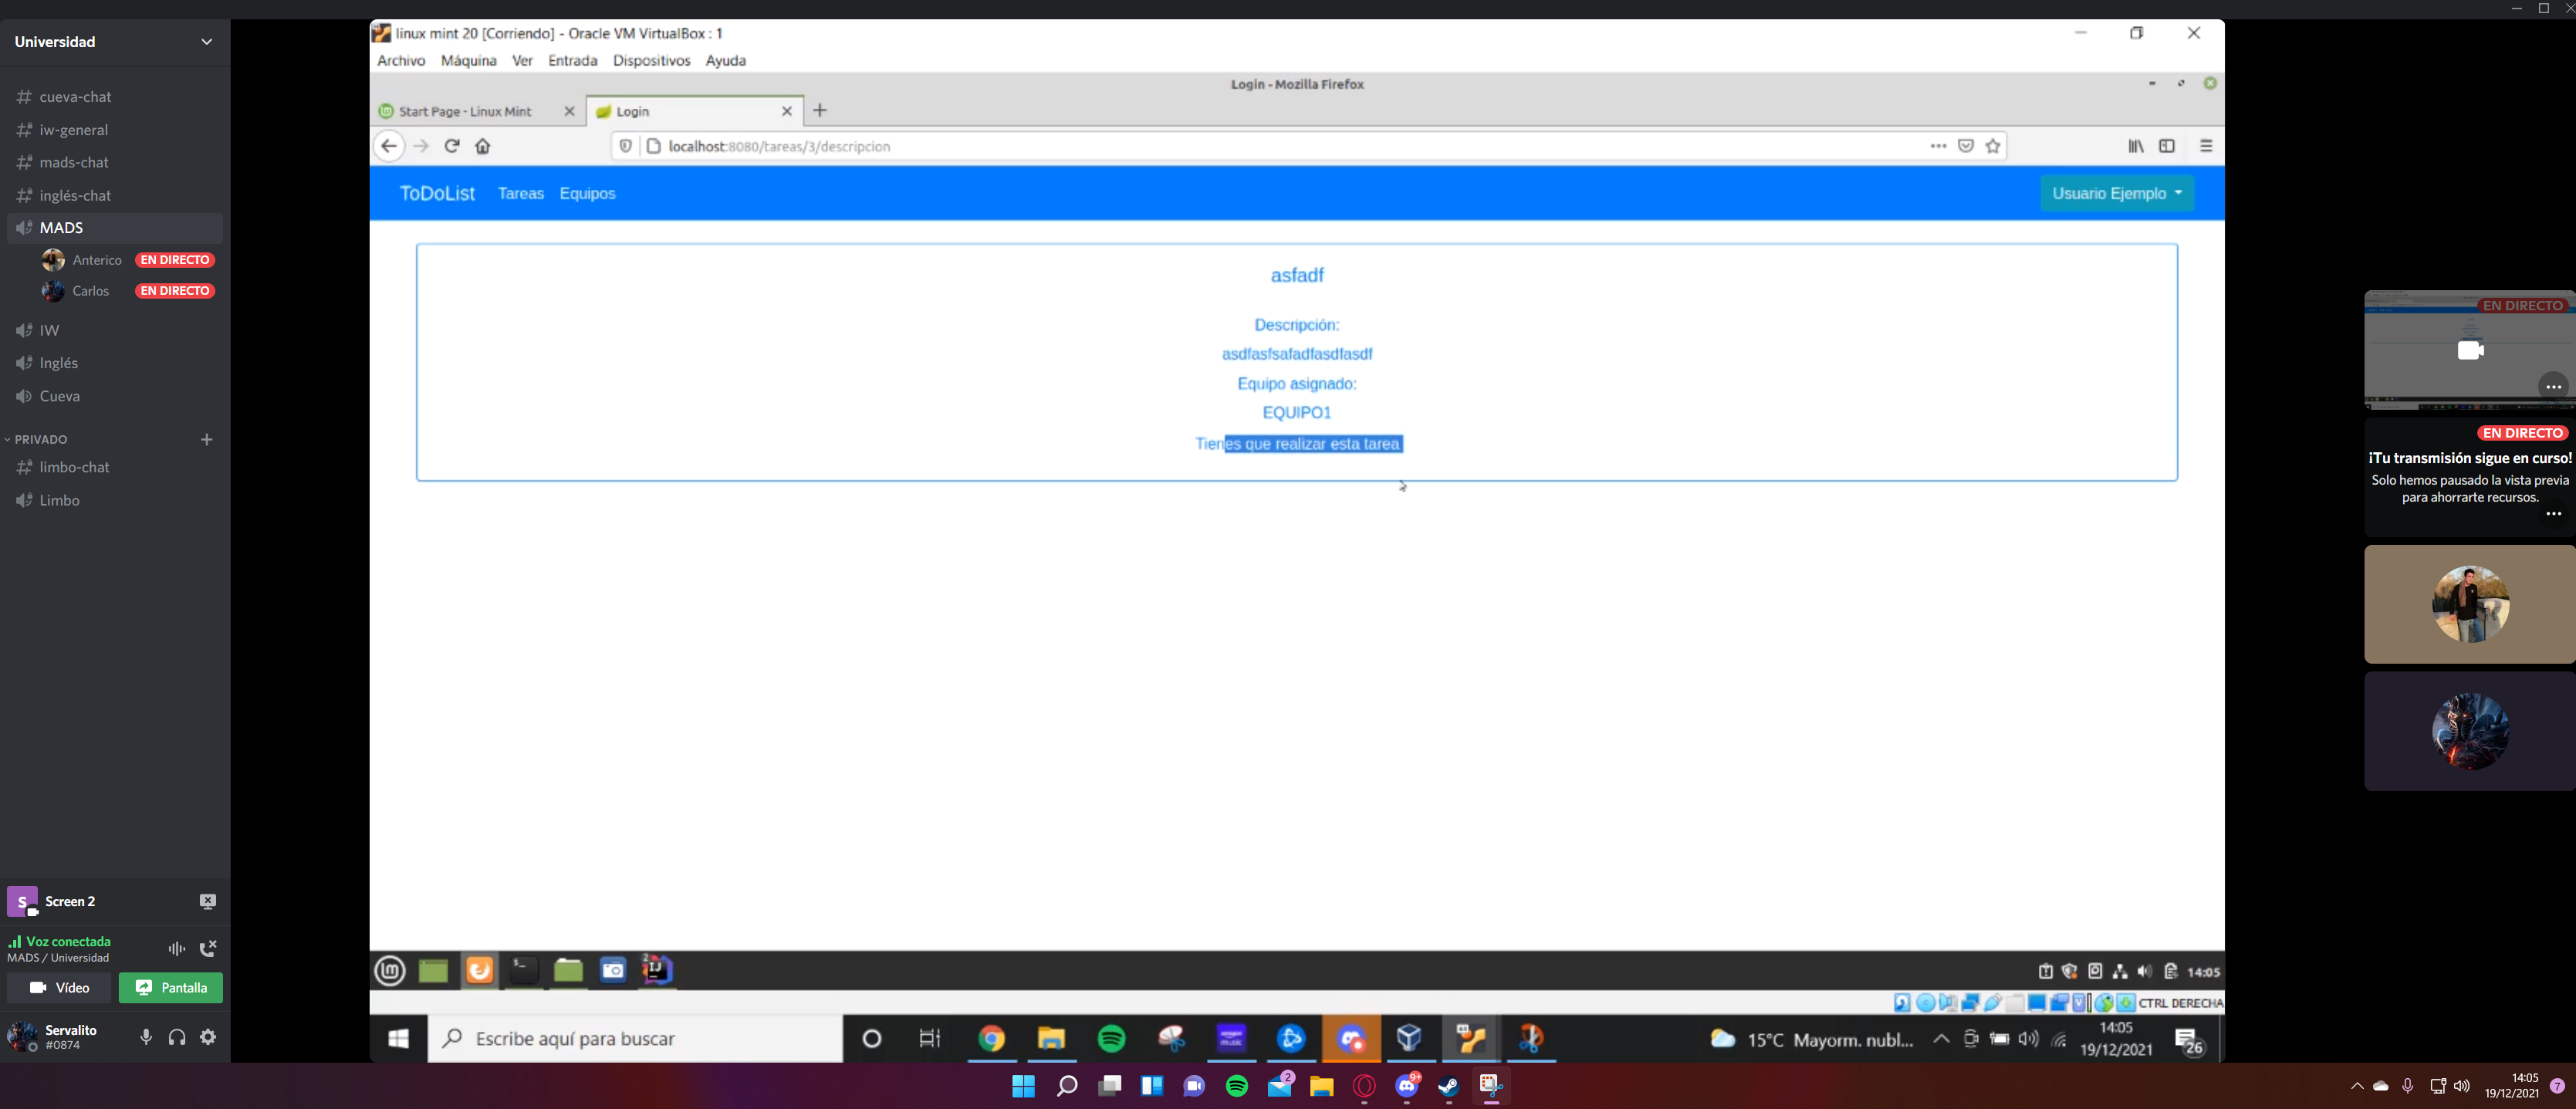 Universidad
cueva-chat
iw-general
mads-chat
inglés-chat
MADS
Anterico EN DIRECTO
Carlos EN DIRECTO
IW
Inglés
Cueva
PRIVADO
limbo-chat
Limbo
S Screen 2
Voz conectada
MADS / Universidad
Vídeo Pantalla
Servalito
#0874
linux mint 20 [Corriendo] - Oracle VM VirtualBox : 1
Archivo Máquina Ver Entrada Dispositivos Ayuda
Login - Mozilla Firefox
Start Page - Linux Mint Login
localhost:8080/tareas/3/descripcion
ToDoList Tareas Equipos Usuario Ejemplo
asfadf
Descripción:
asdfasfsafadfasdfasdf
Equipo asignado:
EQUIPO1
Tienes que realizar esta tarea
14:05
CTRL DERECHA
Escribe aquí para buscar
15°C Mayorm. nubl...
14:05
19/12/2021
26
EN DIRECTO
EN DIRECTO
¡Tu transmisión sigue en curso!
Solo hemos pausado la vista previa
para ahorrarte recursos.
2
9+
14:05
19/12/2021
7